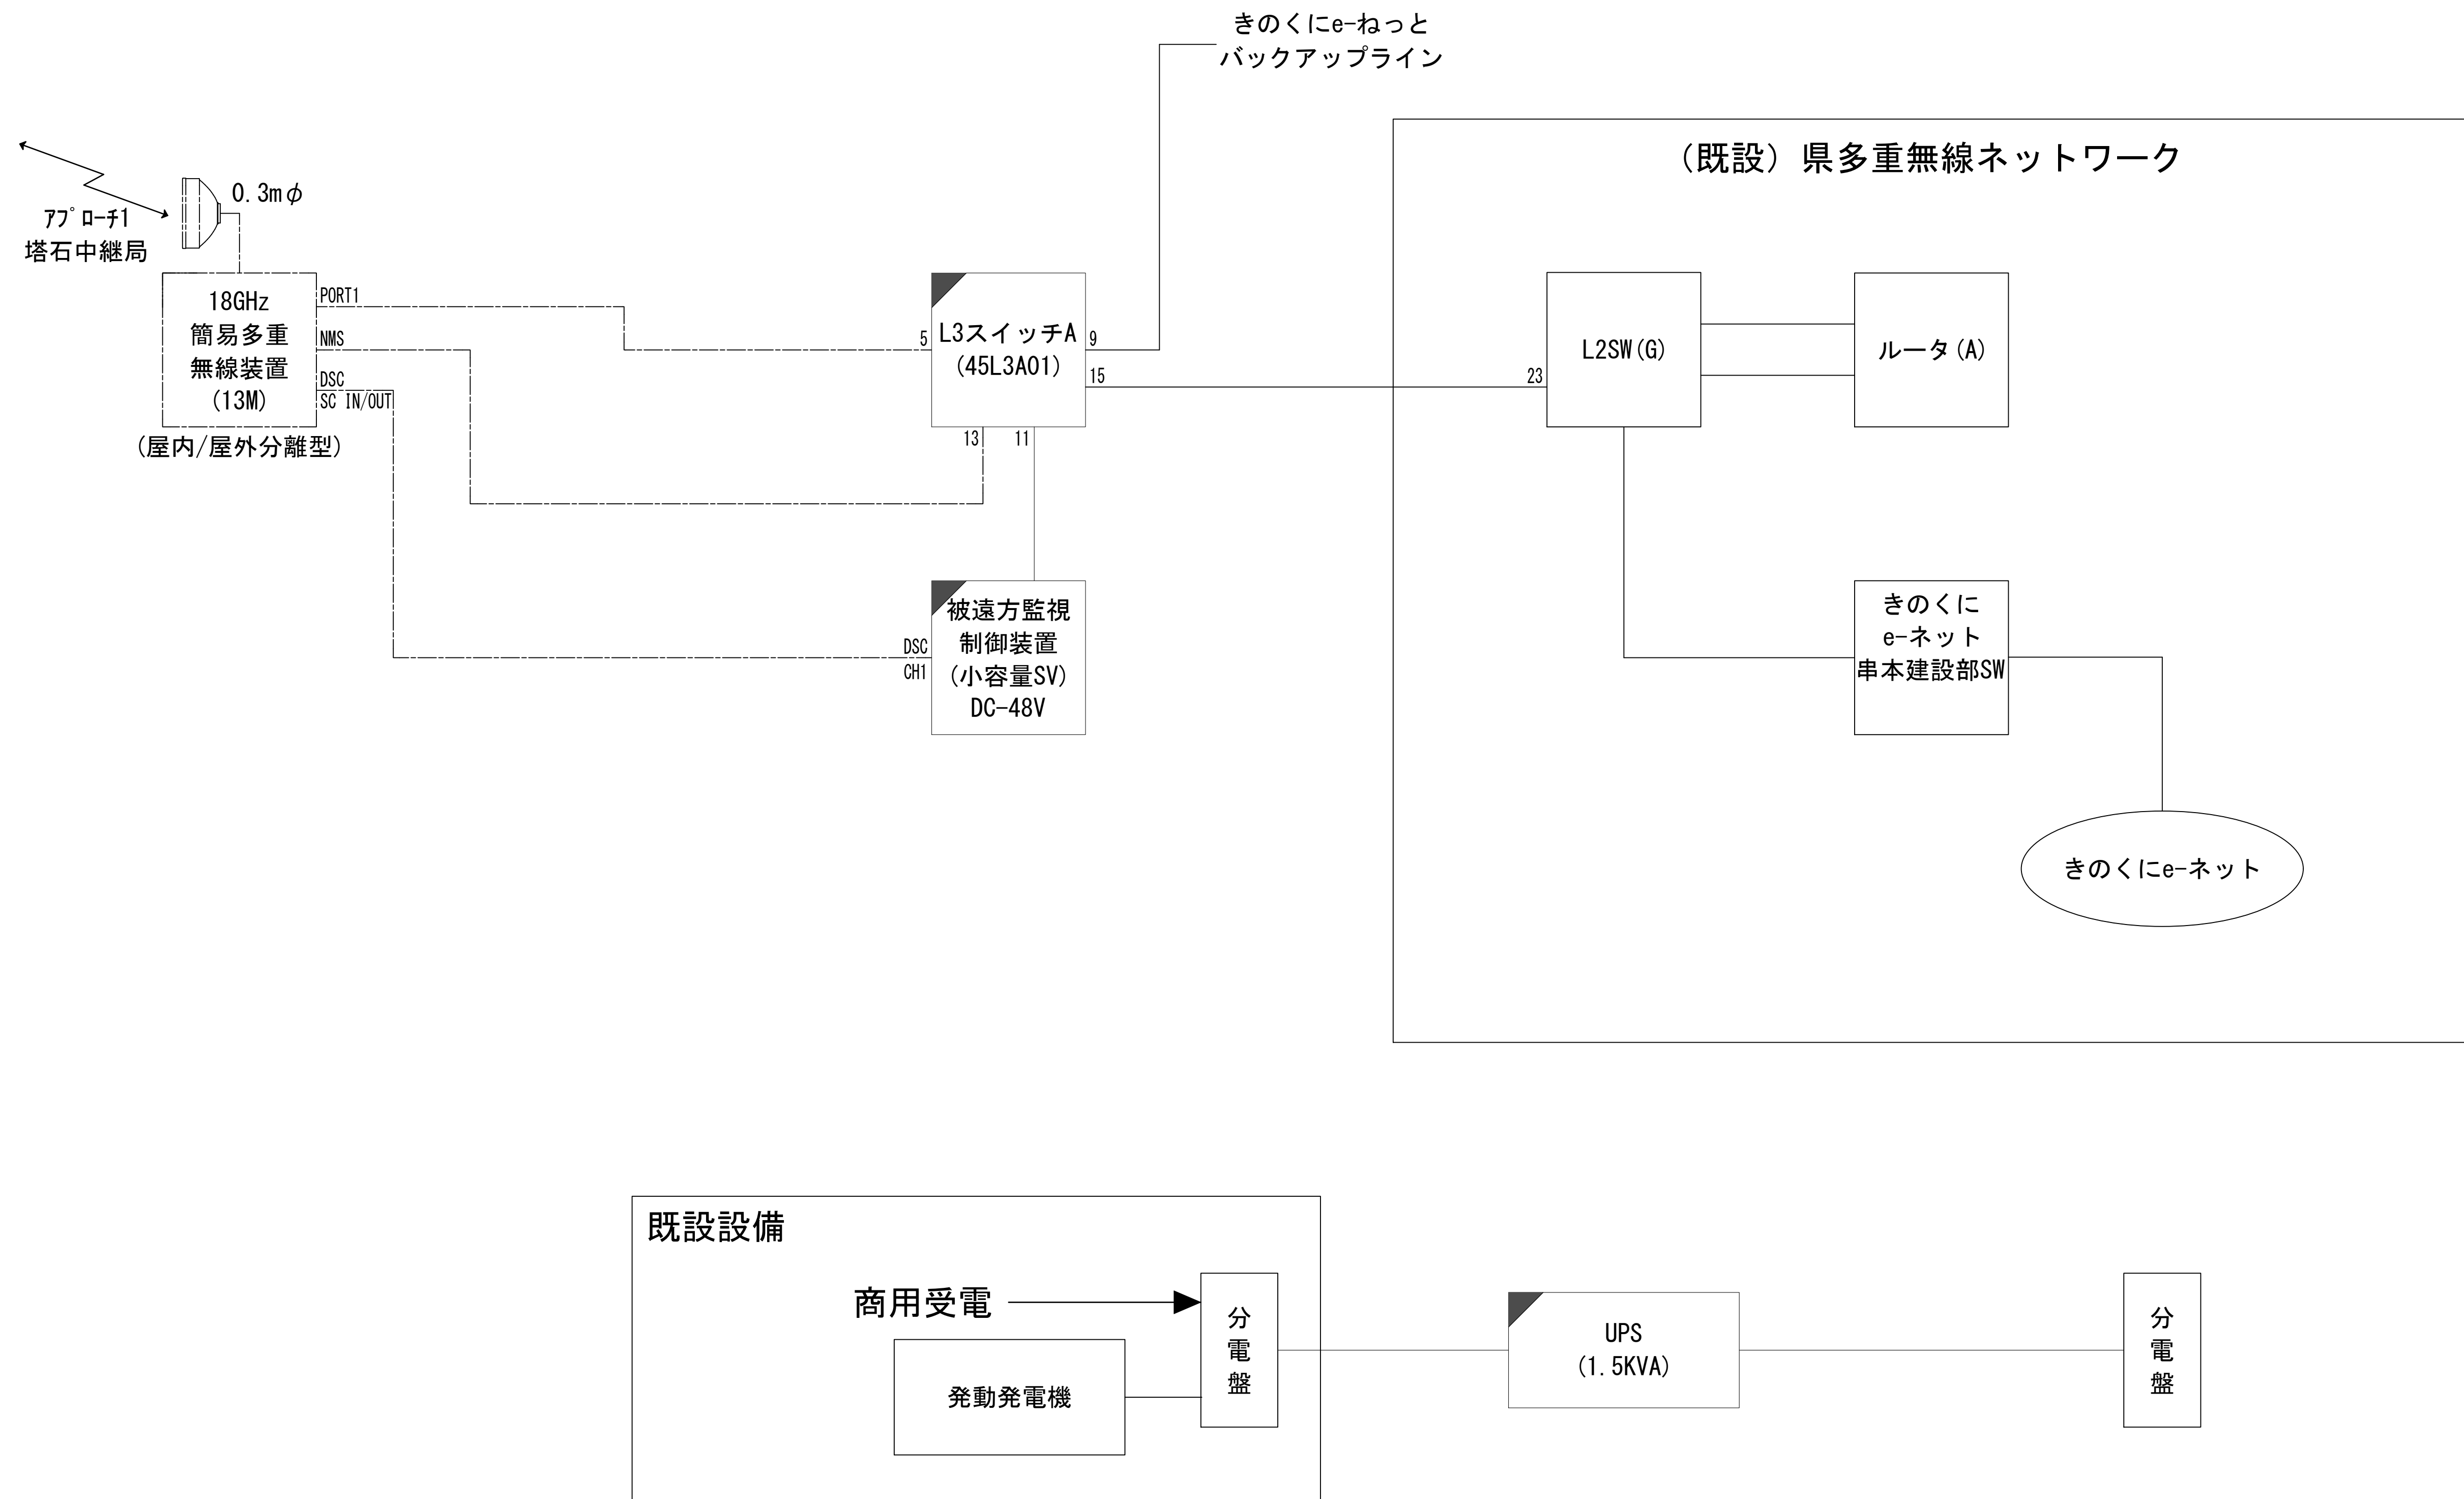 きのくにe-ねっと
バックアップライン
(既設) 県多重無線ネットワーク
0.3mφ
ｱﾌﾟﾛｰﾁ1
塔石中継局
18GHz
簡易多重
無線装置
(13M)
(屋内/屋外分離型)
PORT1
NMS
DSC
SC IN/OUT
5
L3スイッチA
(45L3A01)
9
15
13
11
23
L2SW(G)
ルータ(A)
DSC
CH1
被遠方監視
制御装置
(小容量SV)
DC-48V
きのくに
e-ネット
串本建設部SW
きのくにe-ネット
既設設備
商用受電
発動発電機
分電盤
UPS
(1.5KVA)
分電盤